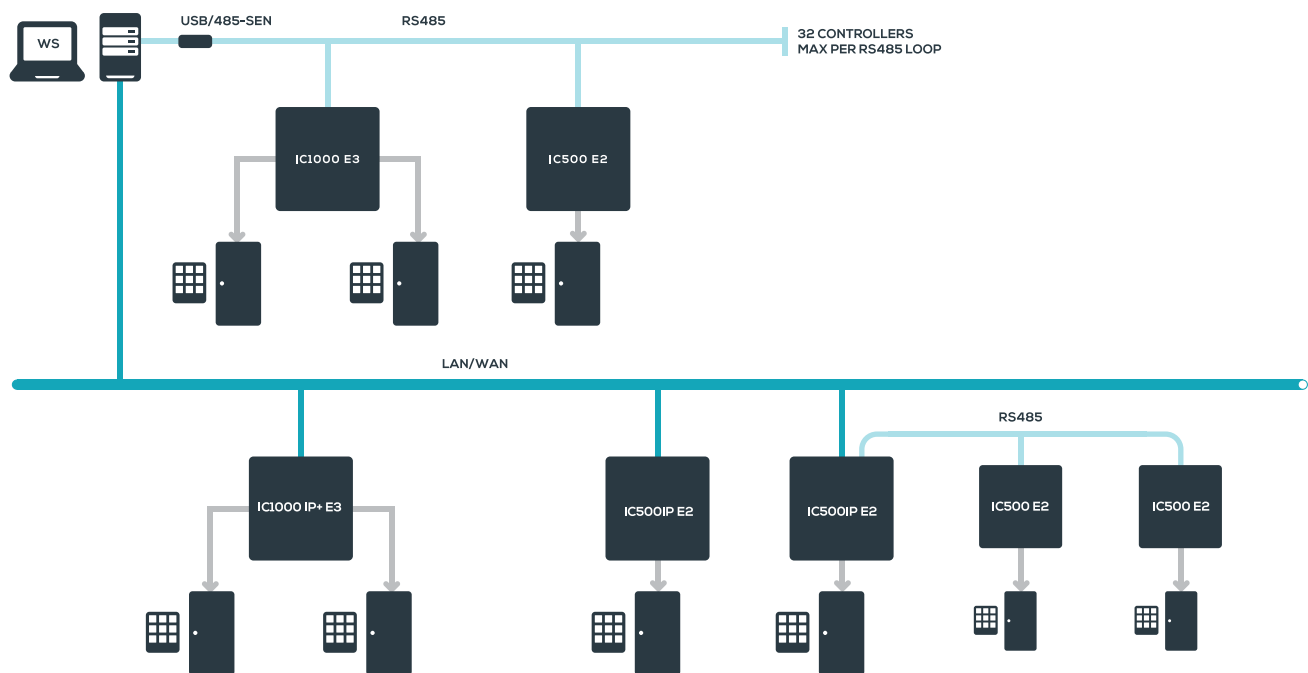 WS
USB/485-SEN
RS485
32 CONTROLLERS
MAX PER RS485 LOOP
IC1000 E3
IC500 E2
LAN/WAN
RS485
IC1000 IP+ E3
IC500IP E2
IC500IP E2
IC500 E2
IC500 E2